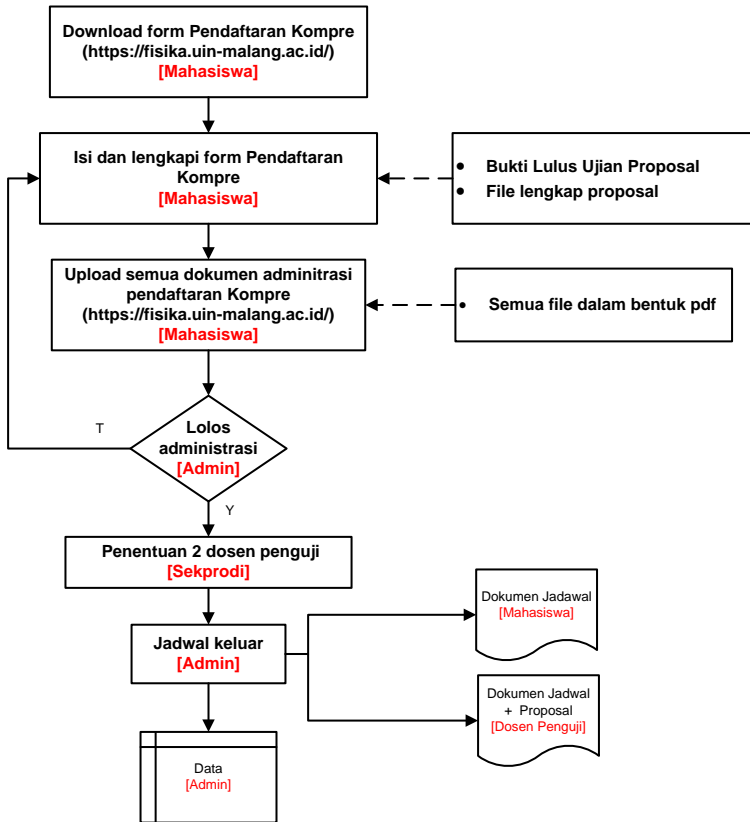 Download form Pendaftaran Kompre
(https://fisika.uin-malang.ac.id/)
[Mahasiswa]
Isi dan lengkapi form Pendaftaran
Kompre
[Mahasiswa]
• Bukti Lulus Ujian Proposal
• File lengkap proposal
Upload semua dokumen adminitrasi
pendaftaran Kompre
(https://fisika.uin-malang.ac.id/)
[Mahasiswa]
• Semua file dalam bentuk pdf
T
Lolos
administrasi
[Admin]
Y
Penentuan 2 dosen penguji
[Sekprodi]
Jadwal keluar
[Admin]
Dokumen Jadawal
[Mahasiswa]
Dokumen Jadwal
+ Proposal
[Dosen Penguji]
Data
[Admin]